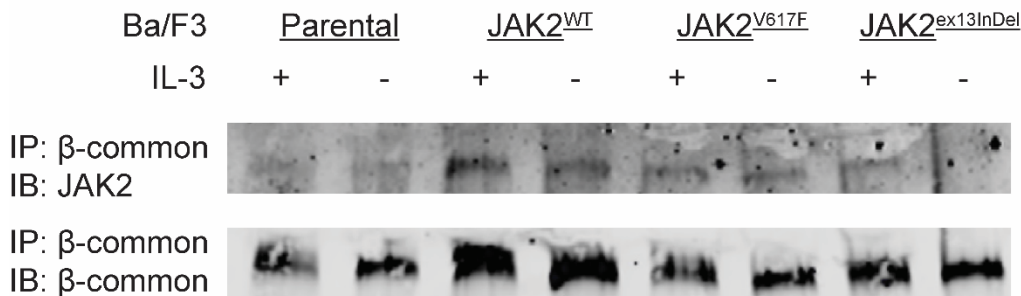 Ba/F3 Parental JAK2WT JAK2V617F JAK2ex13InDel
IL-3 + - + - + - + -
IP: β-common
IB: JAK2
IP: β-common
IB: β-common